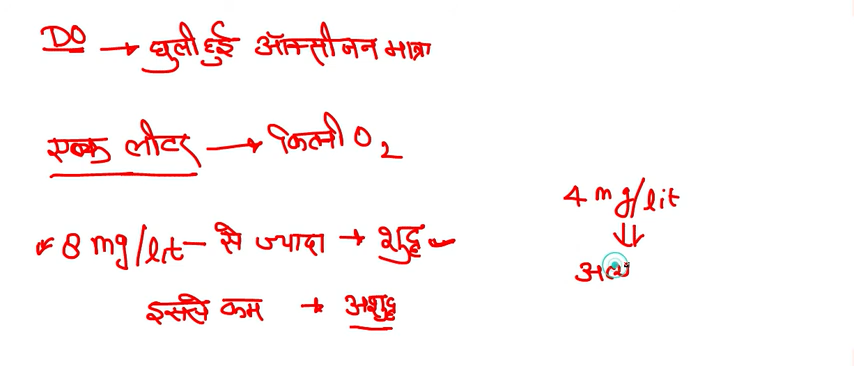 DO → घुली हुई ऑक्सीजन मात्रा
एक लीटर → कितनी O2
8 mg/lit – से ज्यादा → शुद्ध
इससे कम → अशुद्ध
4 mg/lit
⇓